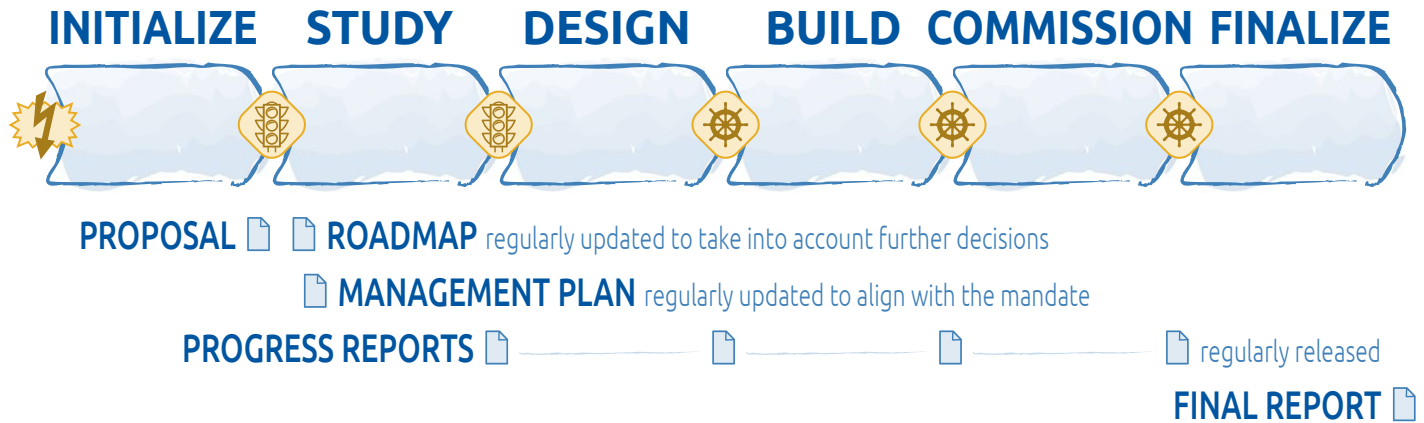 INITIALIZE STUDY DESIGN BUILD COMMISSION FINALIZE
PROPOSAL ROADMAP regularly updated to take into account further decisions
MANAGEMENT PLAN regularly updated to align with the mandate
PROGRESS REPORTS regularly released
FINAL REPORT